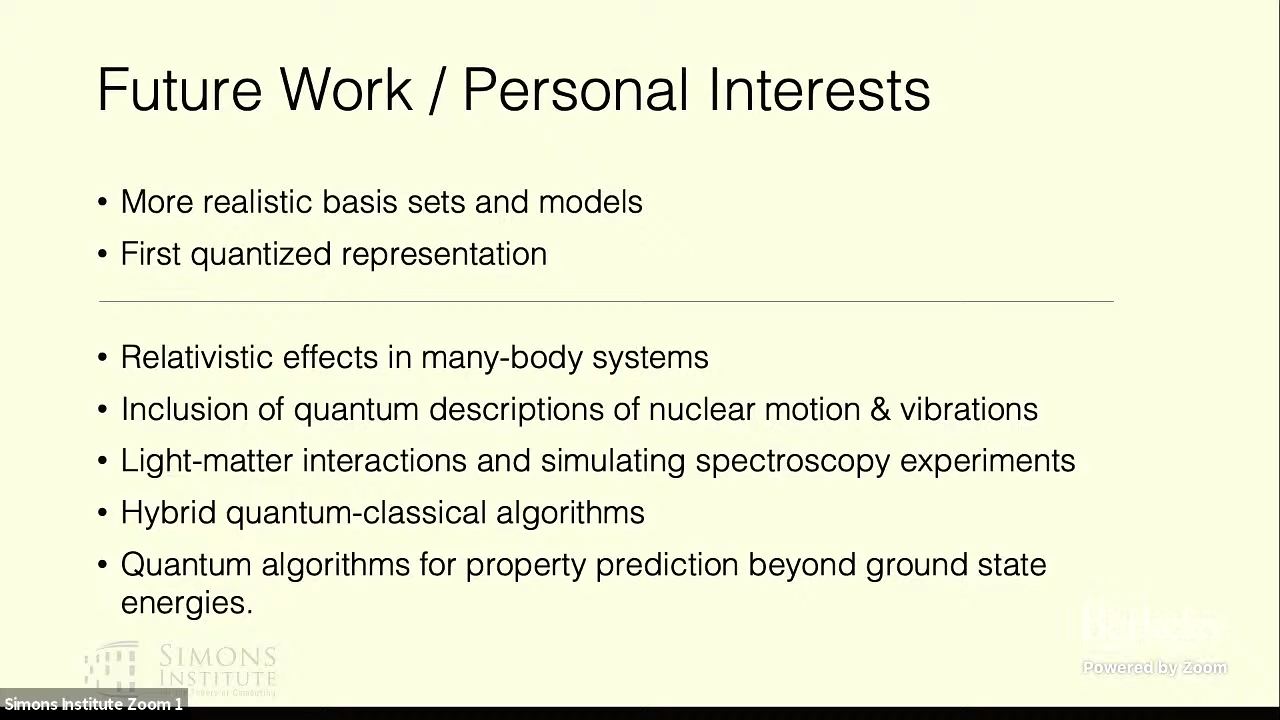 Future Work / Personal Interests
• More realistic basis sets and models
• First quantized representation
• Relativistic effects in many-body systems
• Inclusion of quantum descriptions of nuclear motion & vibrations
• Light-matter interactions and simulating spectroscopy experiments
• Hybrid quantum-classical algorithms
• Quantum algorithms for property prediction beyond ground state
energies.
Berkeley
Powered by Zoom
SIMONS
INSTITUTE
Simons Institute Zoom 1